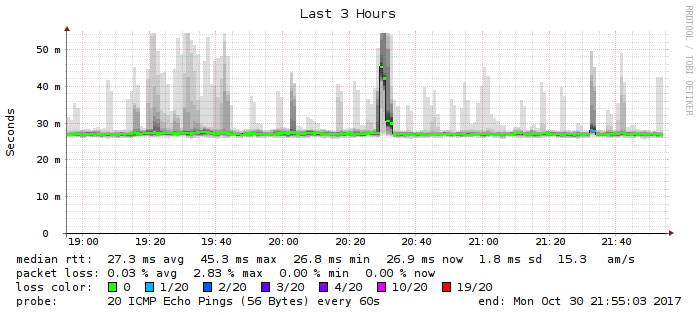 Last 3 Hours
RRDTOOL / TOBI OETIKER
Seconds
50 m
40 m
30 m
20 m
10 m
0
19:00 19:20 19:40 20:00 20:20 20:40 21:00 21:20 21:40
median rtt: 27.3 ms avg 45.3 ms max 26.8 ms min 26.9 ms now 1.8 ms sd 15.3 am/s
packet loss: 0.03 % avg 2.83 % max 0.00 % min 0.00 % now
loss color: 0 1/20 2/20 3/20 4/20 10/20 19/20
probe: 20 ICMP Echo Pings (56 Bytes) every 60s end: Mon Oct 30 21:55:03 2017